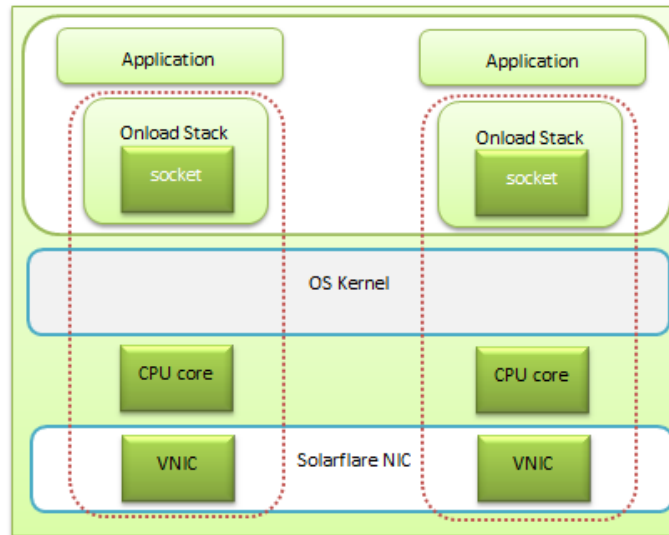 Application
Application
Onload Stack
Onload Stack
socket
socket
OS Kernel
CPU core
CPU core
VNIC
Solarflare NIC
VNIC